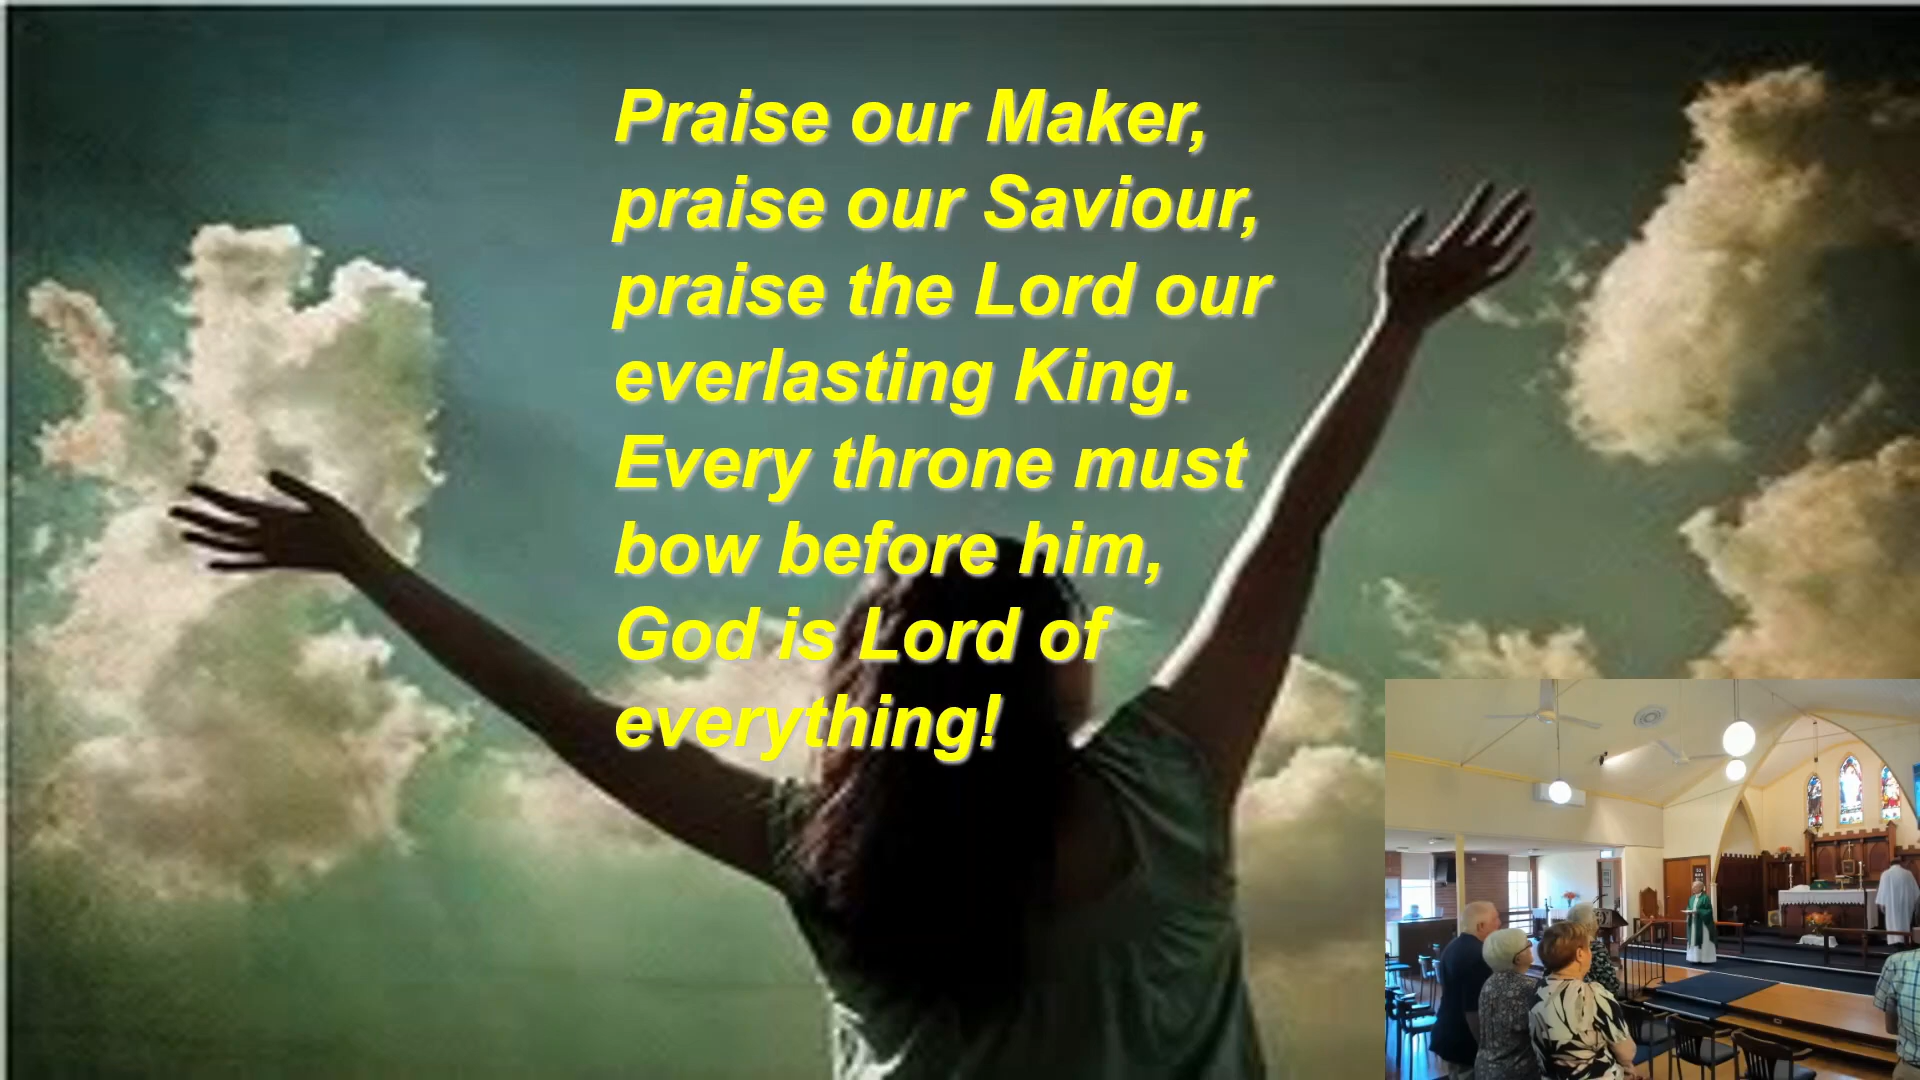 Praise our Maker,
praise our Saviour,
praise the Lord our
everlasting King.
Every throne must
bow before him,
God is Lord of
everything!